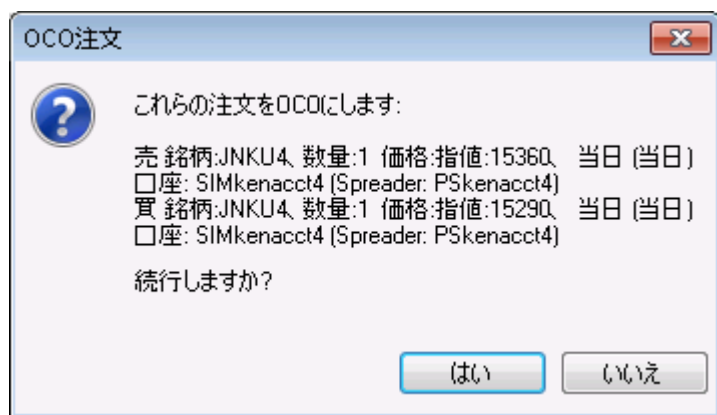 OCO注文
これらの注文をOCOにします:
売 銘柄:JNKU4、数量:1 価格:指値:15360、 当日 (当日)
口座: SIMkenacct4 (Spreader: PSkenacct4)
買 銘柄:JNKU4、数量:1 価格:指値:15290、 当日 (当日)
口座: SIMkenacct4 (Spreader: PSkenacct4)
続行しますか?
はい
いいえ